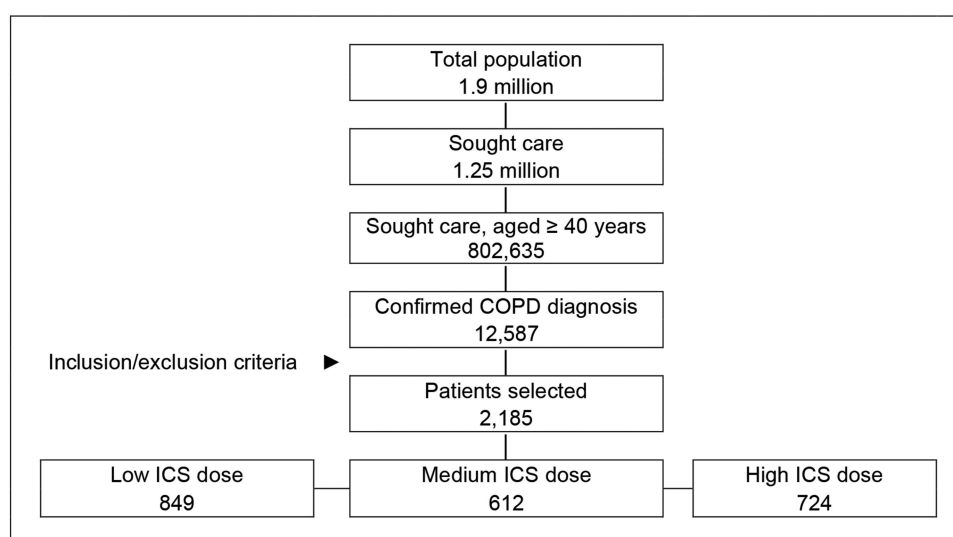 Total population
1.9 million
Sought care
1.25 million
Sought care, aged ≥ 40 years
802,635
Confirmed COPD diagnosis
12,587
Inclusion/exclusion criteria ►
Patients selected
2,185
Low ICS dose
849
Medium ICS dose
612
High ICS dose
724